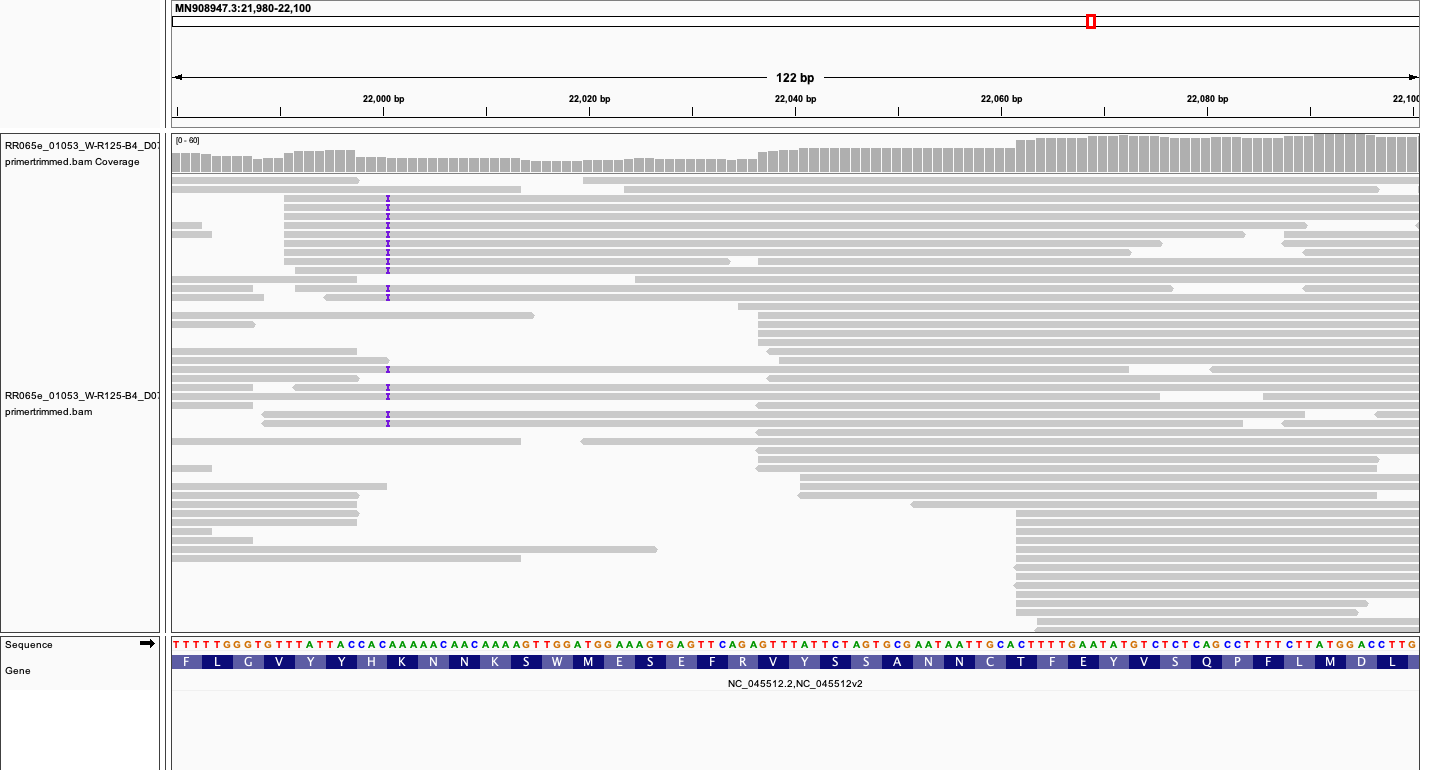 MN908947.3:21,980-22,100
122 bp
22,000 bp 22,020 bp 22,040 bp 22,060 bp 22,080 bp 22,100
RR065e_01053_W-R125-B4_D07
primertrimmed.bam Coverage
[0 - 60]
RR065e_01053_W-R125-B4_D07
primertrimmed.bam
Sequence
T T T T T G G G T G T T T A T T A C C A C A A A A A C A A C A A A A G T T G G A T G G A A A G T G A G T T C A G A G T T T A T T C T A G T G C G A A T A A T T G C A C T T T T G A A T A T G T C T C T C A G C C T T T T C T T A T G G A C C T T G
Gene
F L G V Y Y H K N N K S W M E S E F R V Y S S A N N C T F E Y V S Q P F L M D L
NC_045512.2,NC_045512v2